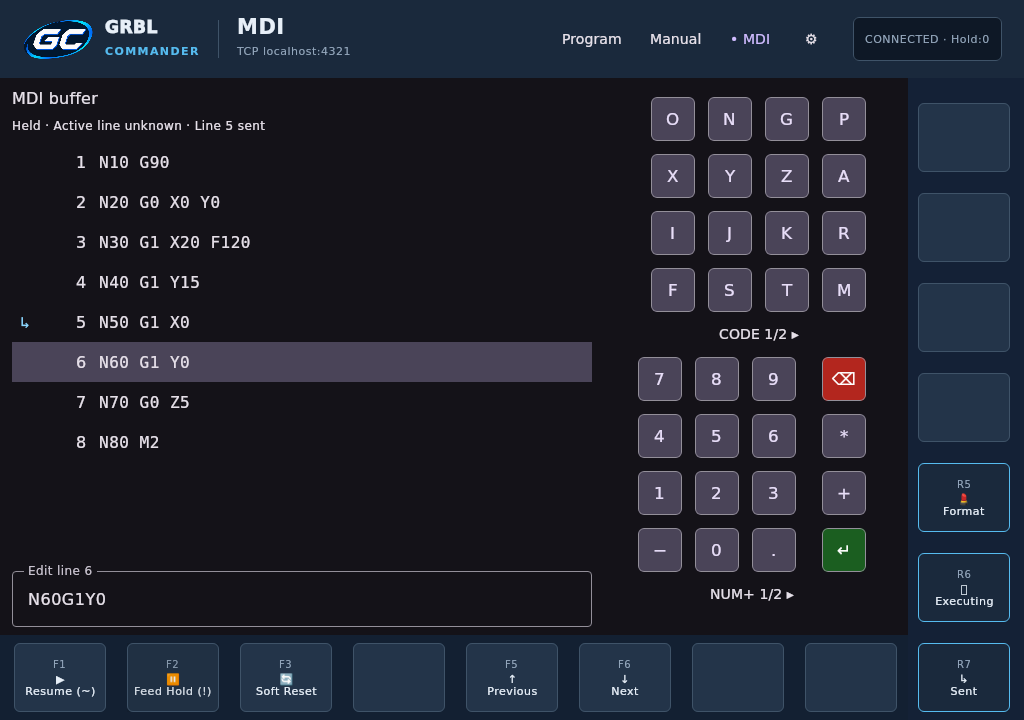 GC
GRBL
COMMANDER
MDI
TCP localhost:4321
Program
Manual
• MDI
⚙
CONNECTED · Hold:0
MDI buffer
Held · Active line unknown · Line 5 sent
1 N10 G90
2 N20 G0 X0 Y0
3 N30 G1 X20 F120
4 N40 G1 Y15
↳ 5 N50 G1 X0
6 N60 G1 Y0
7 N70 G0 Z5
8 N80 M2
Edit line 6
N60G1Y0
O N G P
X Y Z A
I J K R
F S T M
CODE 1/2 ▸
7 8 9 ⌫
4 5 6 *
1 2 3 +
− 0 . ↵
NUM+ 1/2 ▸
R5
Format
R6
Executing
R7
↳
Sent
F1
▶
Resume (~)
F2
⏸
Feed Hold (!)
F3
🔄
Soft Reset
F5
↑
Previous
F6
↓
Next